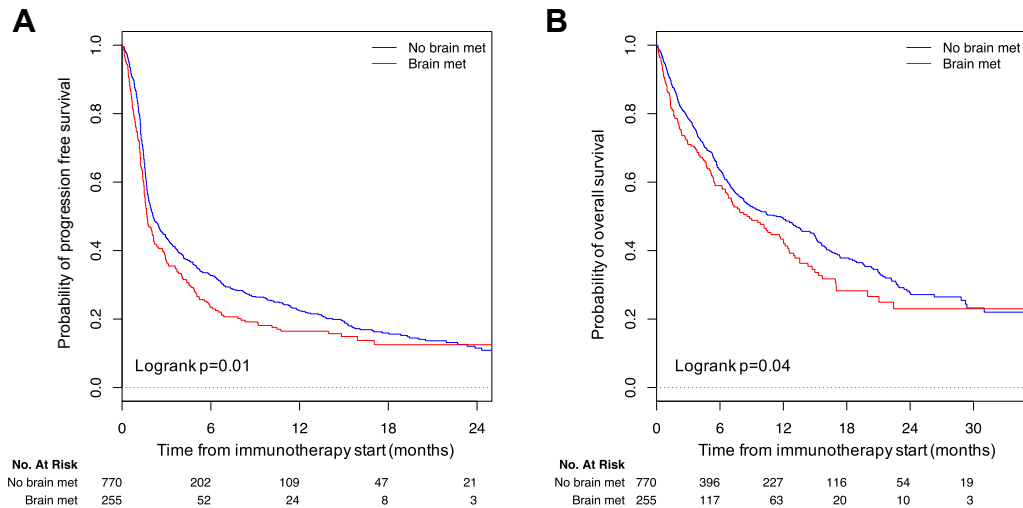 A
No brain met
Brain met
Probability of progression free survival
1.0
0.8
0.6
0.4
0.2
0.0
Logrank p=0.01
0 6 12 18 24
Time from immunotherapy start (months)
No. At Risk
No brain met 770 202 109 47 21
Brain met 255 52 24 8 3
B
No brain met
Brain met
Probability of overall survival
1.0
0.8
0.6
0.4
0.2
0.0
Logrank p=0.04
0 6 12 18 24 30
Time from immunotherapy start (months)
No. At Risk
No brain met 770 396 227 116 54 19
Brain met 255 117 63 20 10 3